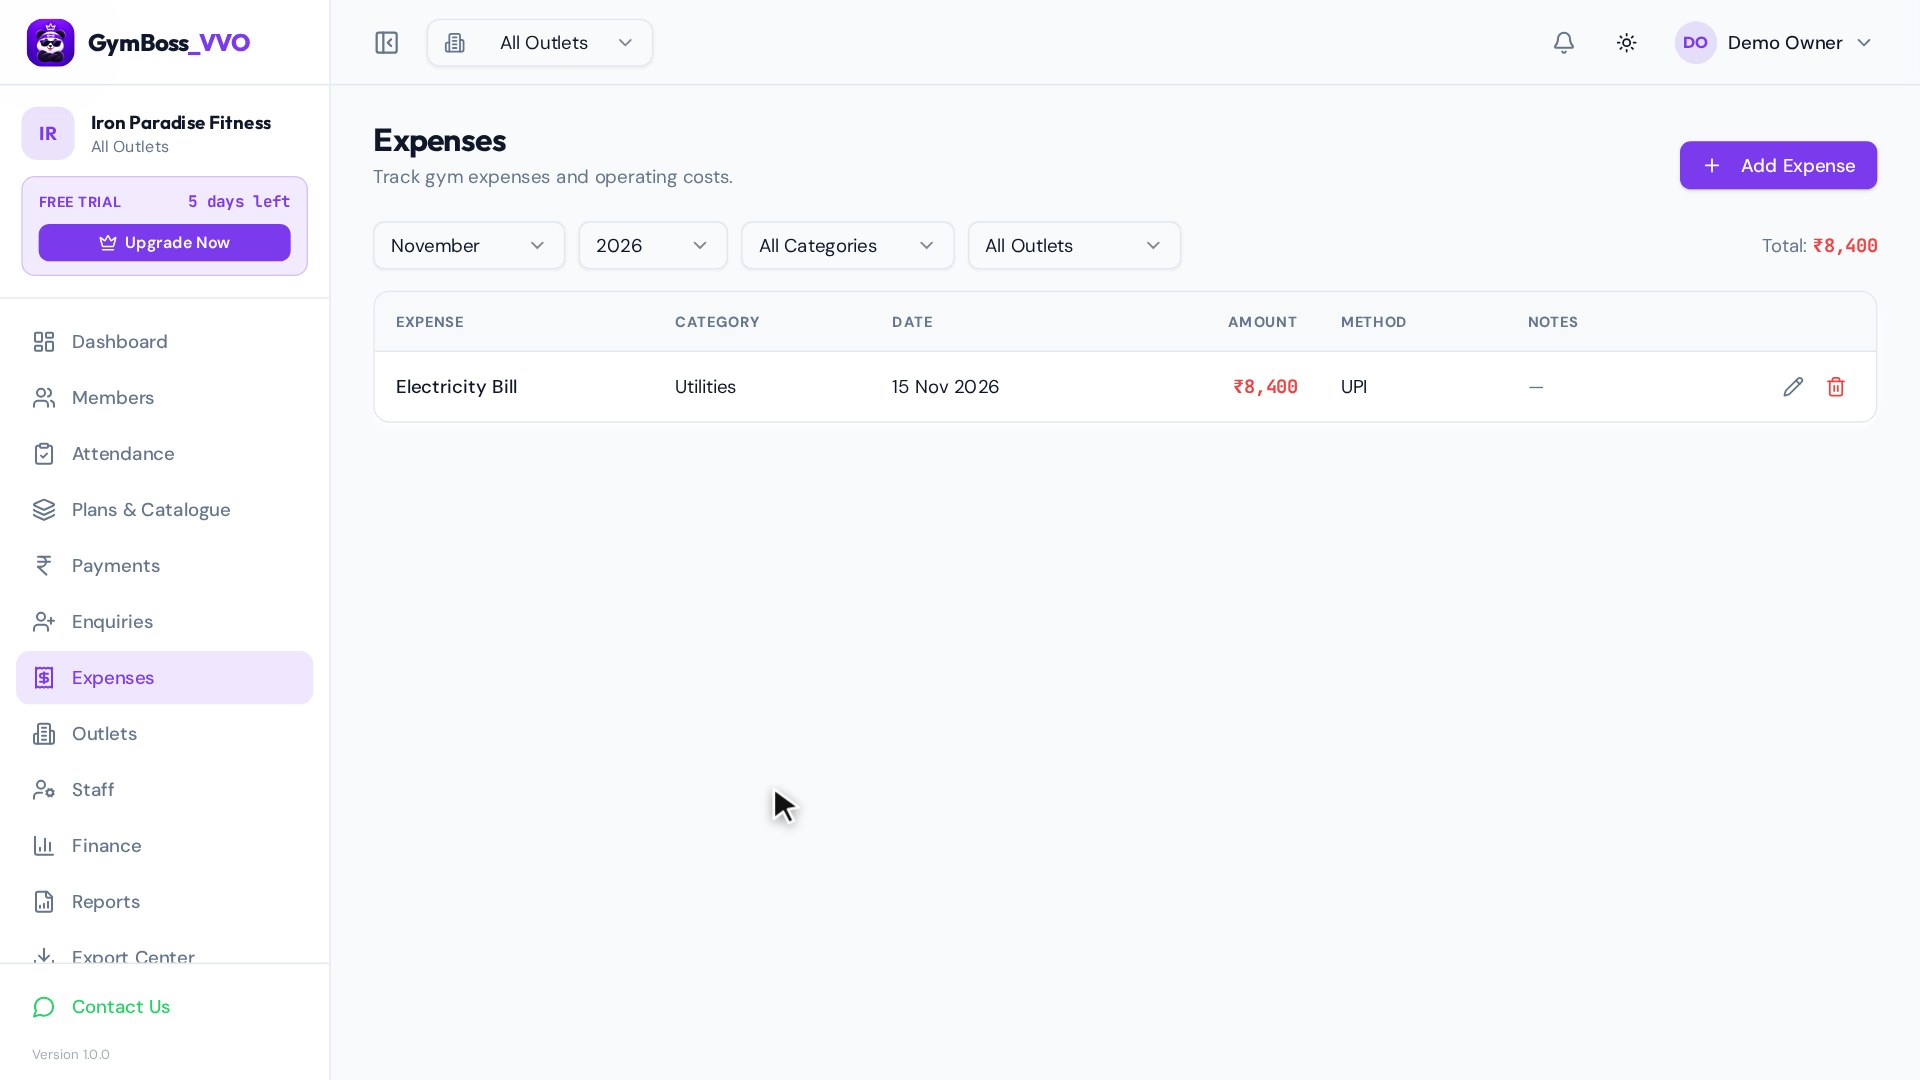 GymBoss_VVO
All Outlets
DO
Demo Owner
IR
Iron Paradise Fitness
All Outlets
FREE TRIAL
5 days left
Upgrade Now
Dashboard
Members
Attendance
Plans & Catalogue
Payments
Enquiries
Expenses
Outlets
Staff
Finance
Reports
Export Center
Contact Us
Version 1.0.0
Expenses
Track gym expenses and operating costs.
Add Expense
November
2026
All Categories
All Outlets
Total: ₹8,400
EXPENSE CATEGORY DATE AMOUNT METHOD NOTES
Electricity Bill Utilities 15 Nov 2026 ₹8,400 UPI —